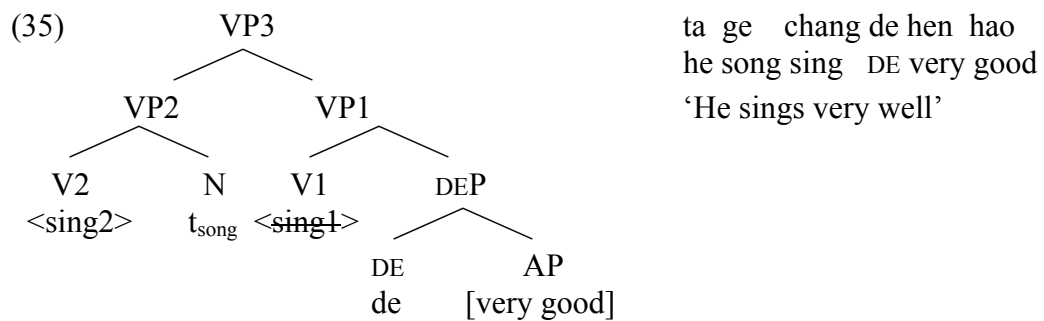 (35) VP3 ta ge chang de hen hao
he song sing DE very good
VP2 VP1 ‘He sings very well’
V2 N V1 DEP
<sing2> tsong <sing1>
DE AP
de [very good]